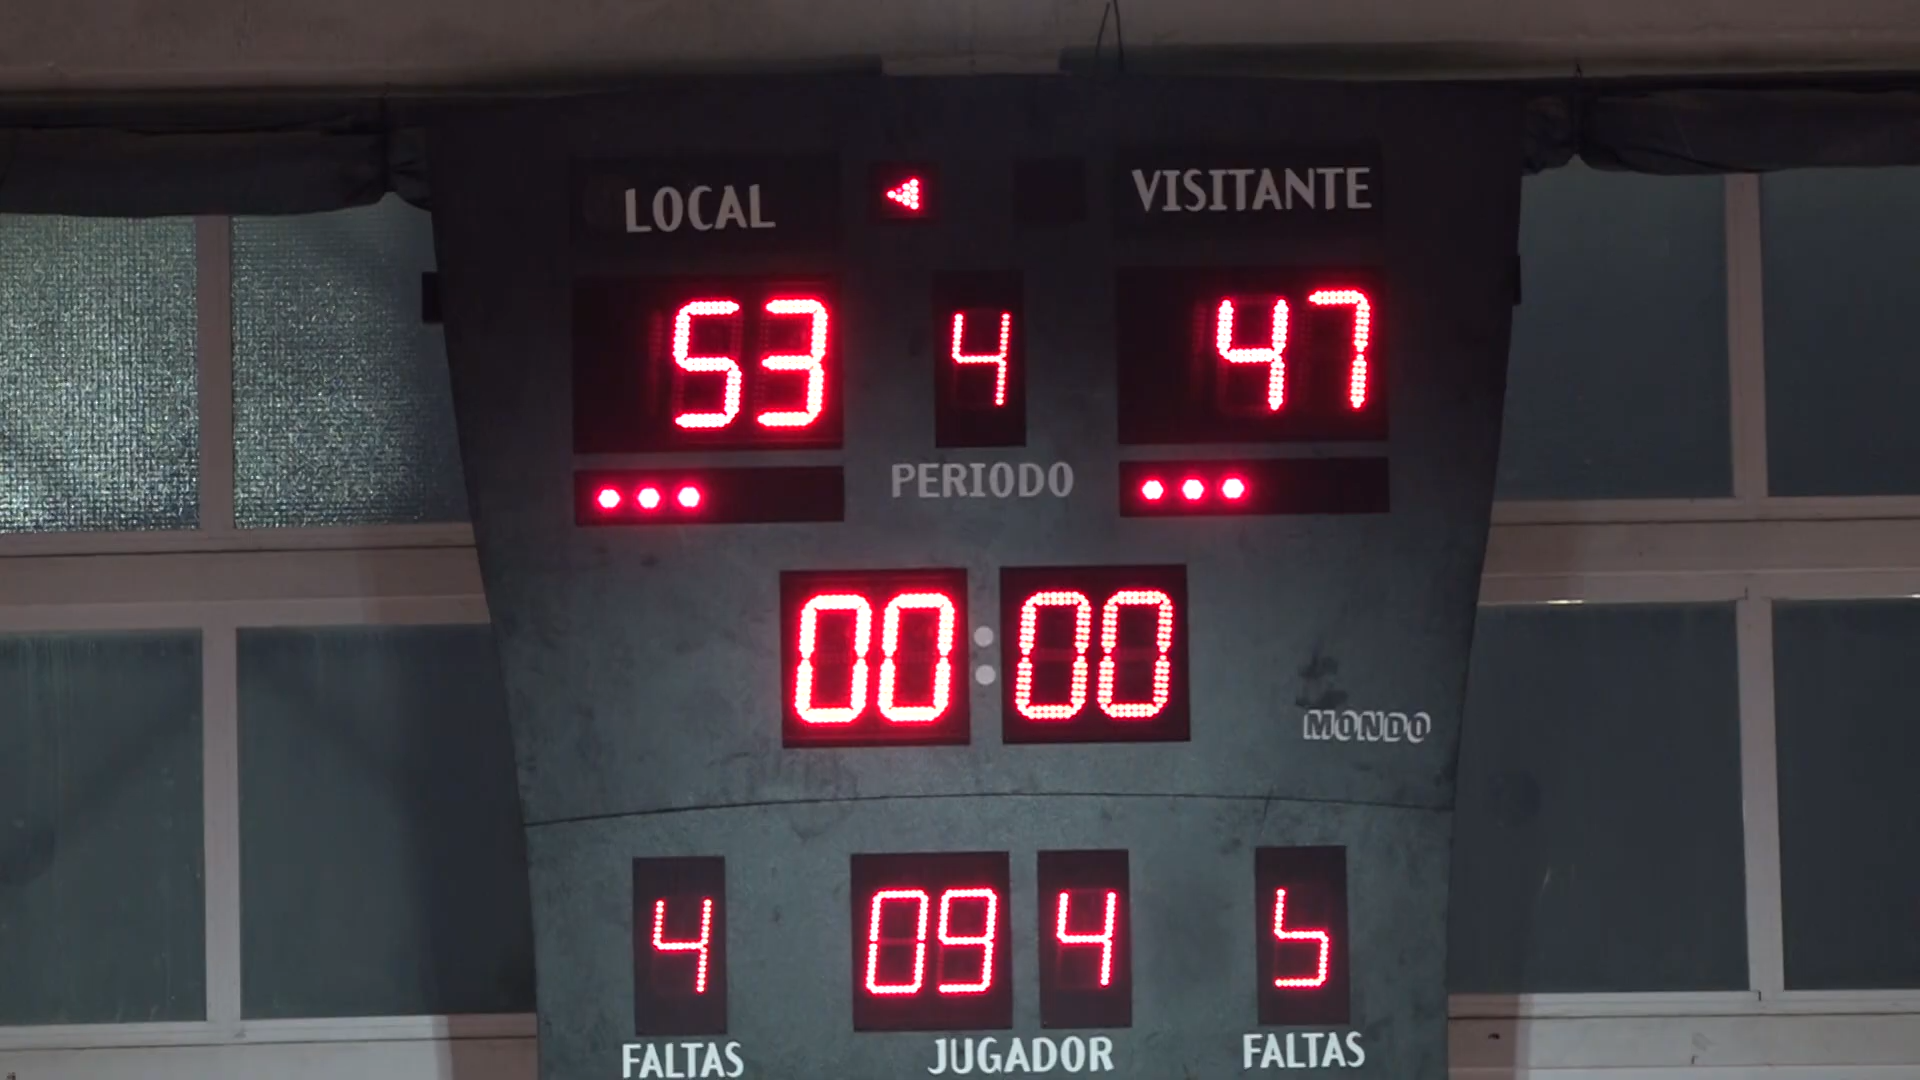 LOCAL
VISITANTE
53
4
47
PERIODO
00:00
MONDO
4
09
4
5
FALTAS
JUGADOR
FALTAS